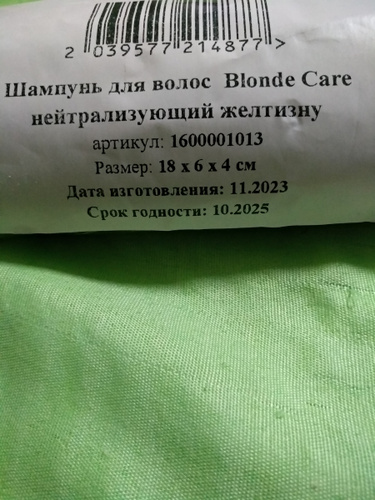 2 039577 214877 >
Шампунь для волос Blonde Care
нейтрализующий желтизну
артикул: 1600001013
Размер: 18 х 6 х 4 см
Дата изготовления: 11.2023
Срок годности: 10.2025